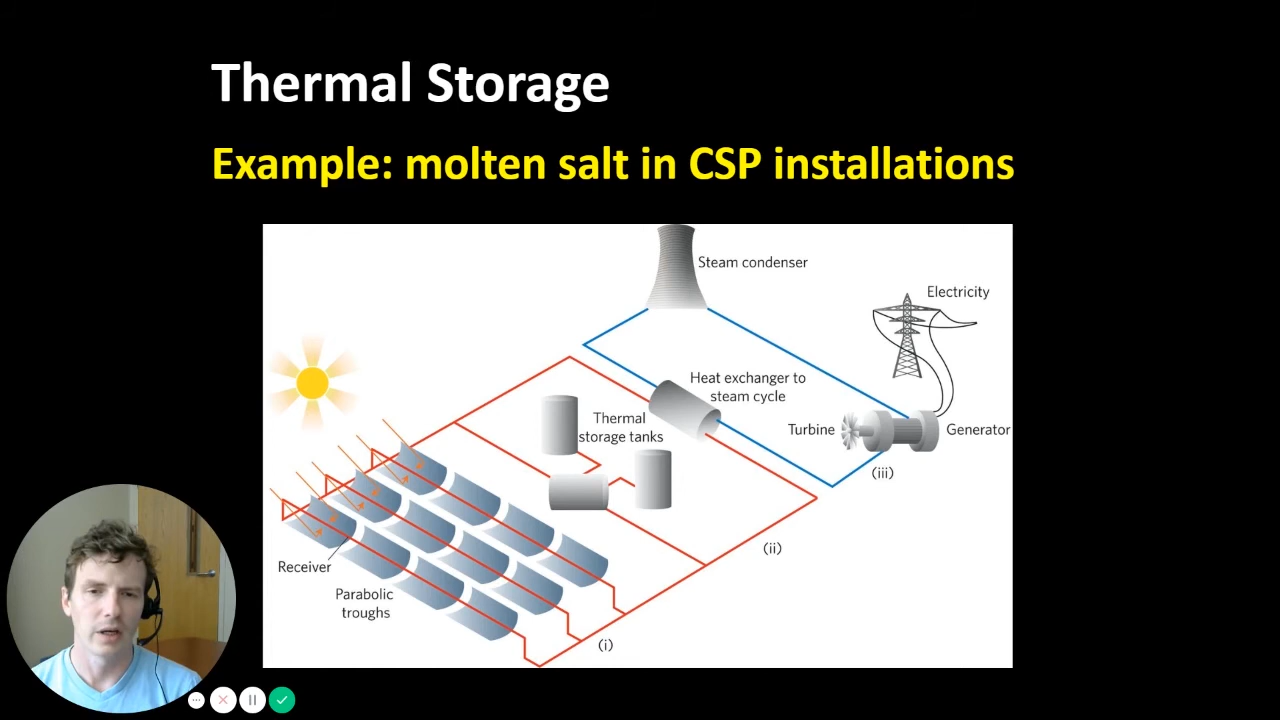 Thermal Storage
Example: molten salt in CSP installations
Steam condenser
Electricity
Heat exchanger to
steam cycle
Thermal
storage tanks
Turbine
Generator
(iii)
(ii)
Receiver
Parabolic
troughs
(i)